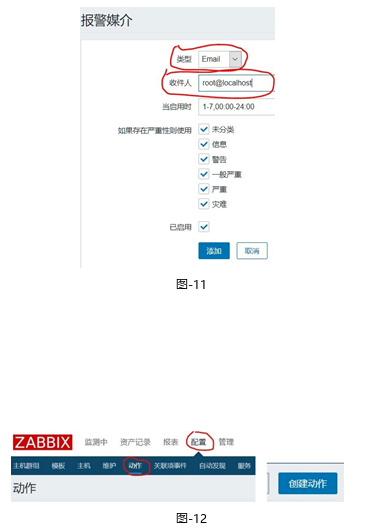 报警媒介
类型 Email
收件人 root@localhost
当启用时 1-7,00:00-24:00
如果存在严重性则使用 未分类
信息
警告
一般严重
严重
灾难
已启用
添加 取消
图-11
ZABBIX 监测中 资产记录 报表 配置 管理
主机群组 模板 主机 维护 动作 关联项事件 自动发现 服务
动作 创建动作
图-12